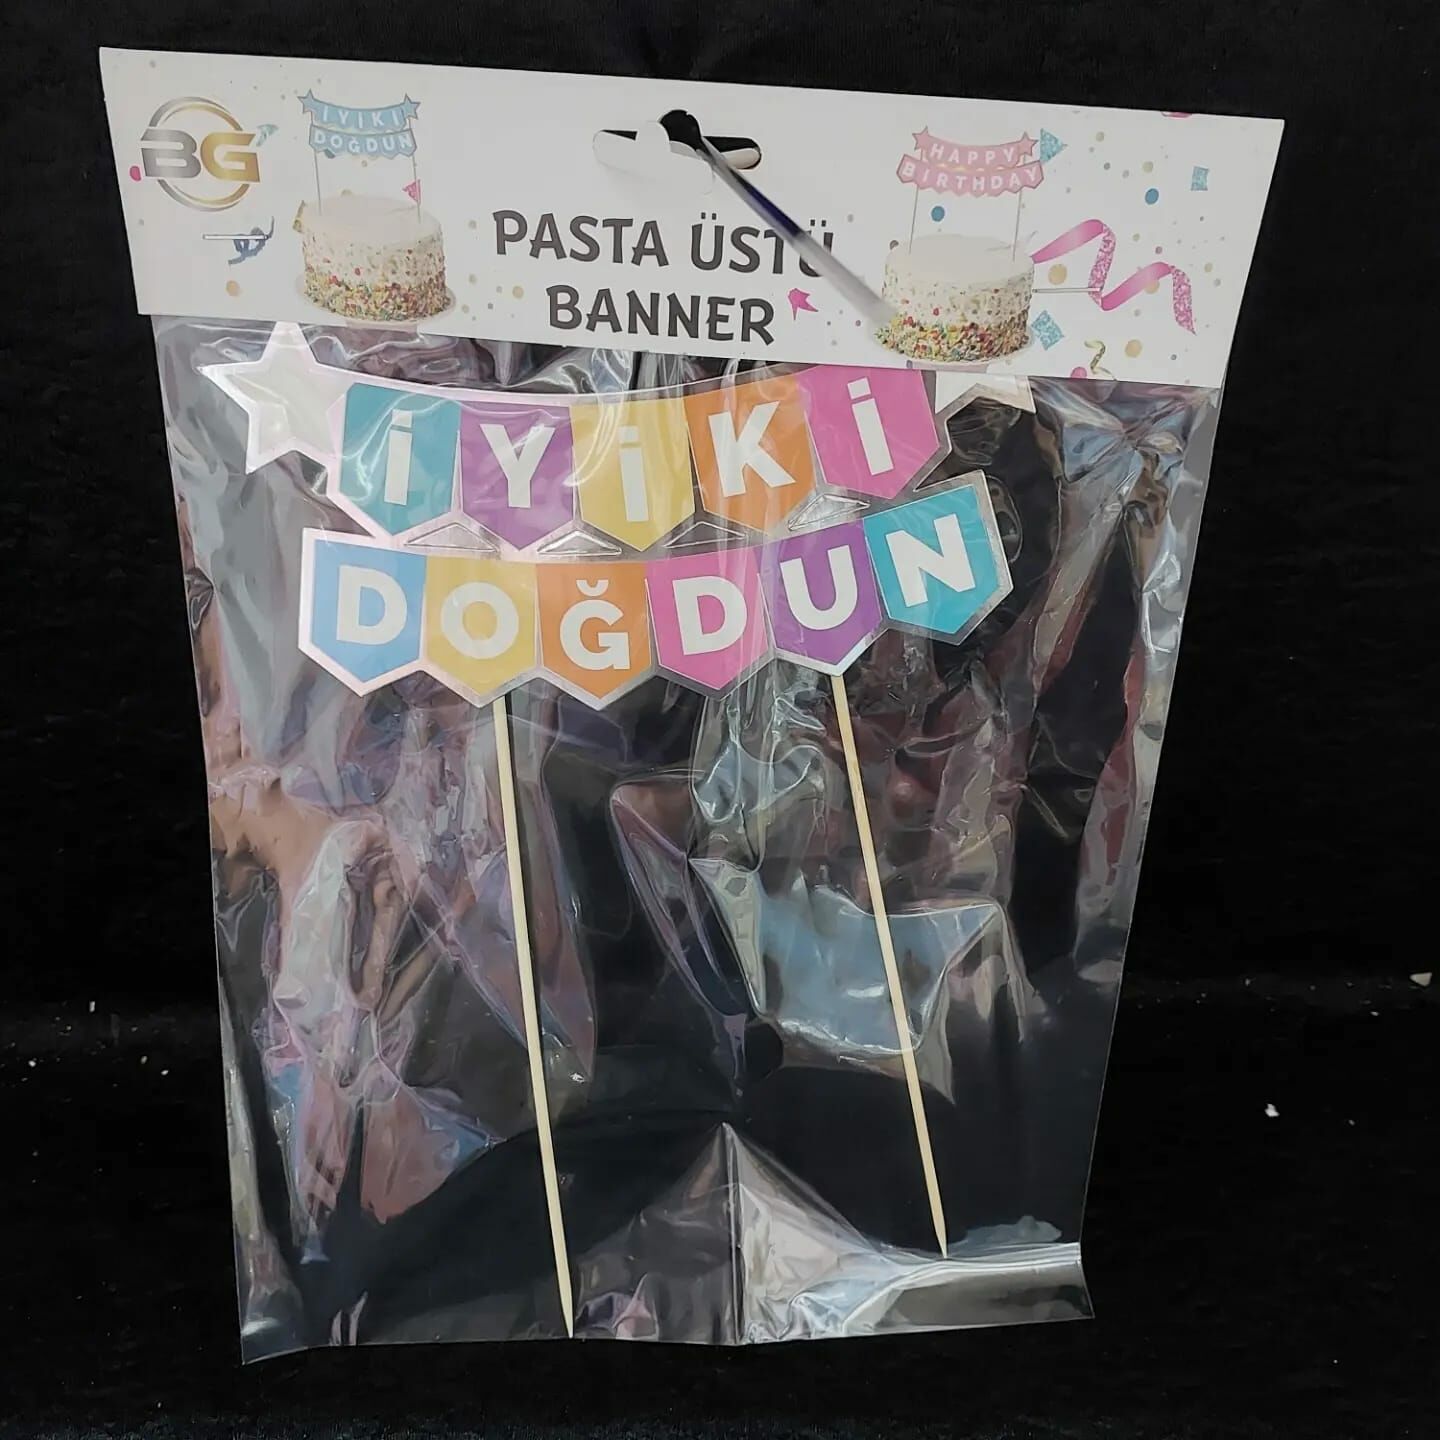 BG
İYİKİ
DOĞDUN
HAPPY
BIRTHDAY
PASTA ÜSTÜ
BANNER
İYİKİ
DOĞDUN